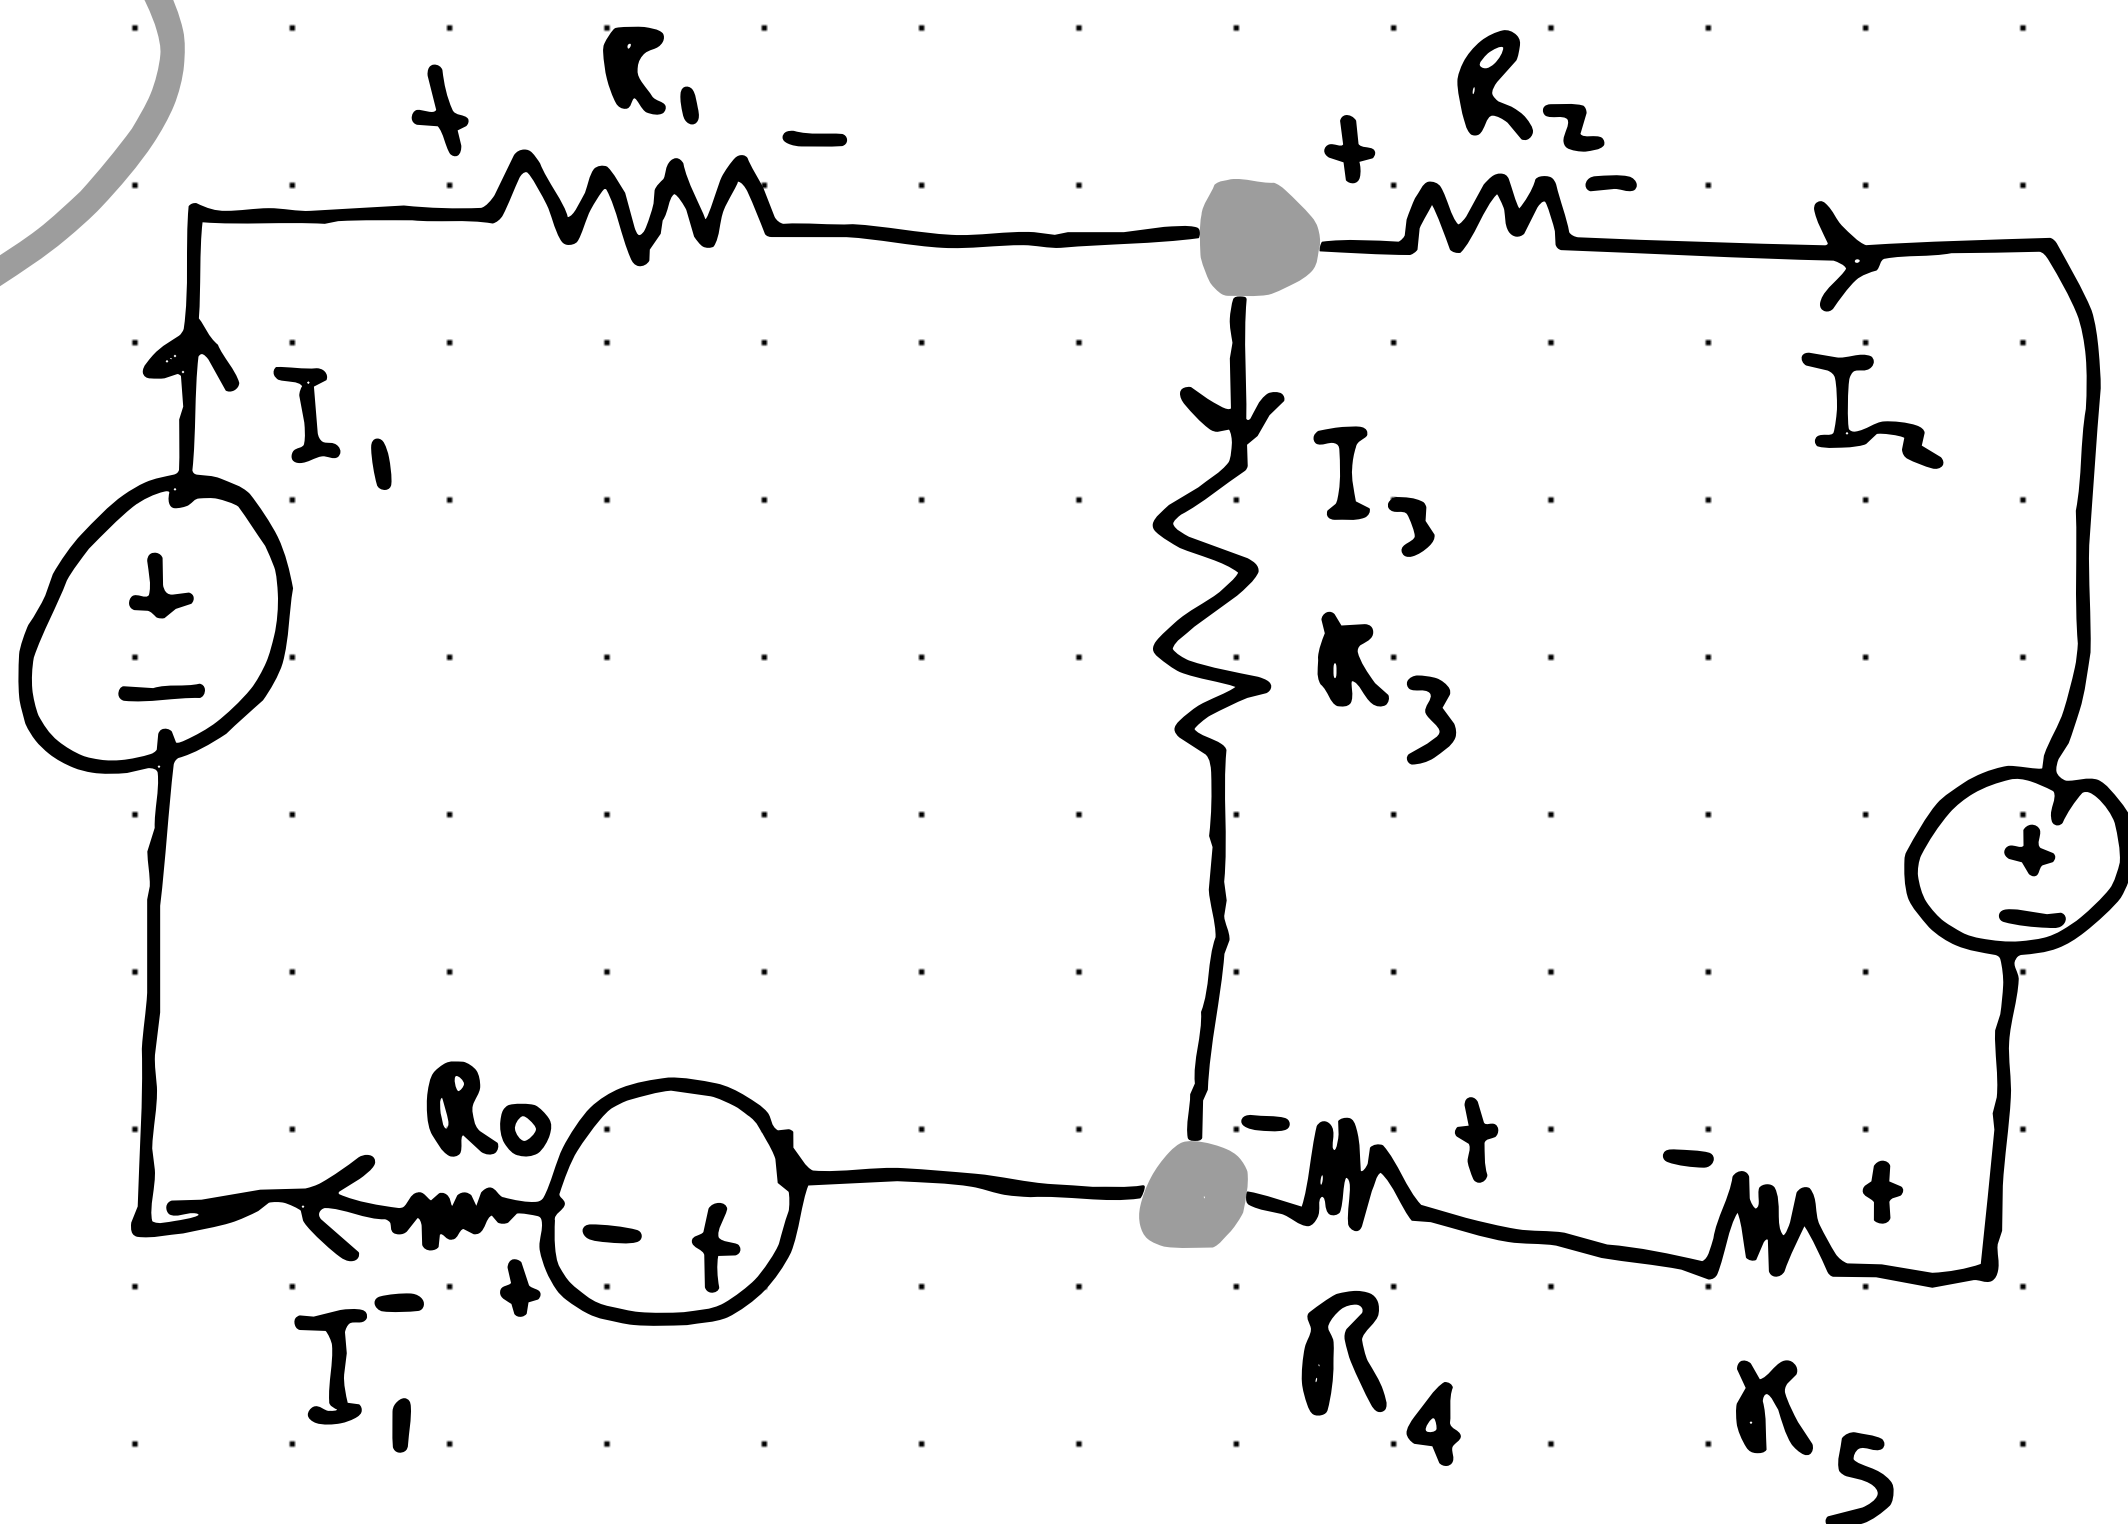 + R1 -
+ R2 -
I1
I2
I3
+
-
R3
+
-
R0
- +
- +
- +
- +
I1
R4
R5